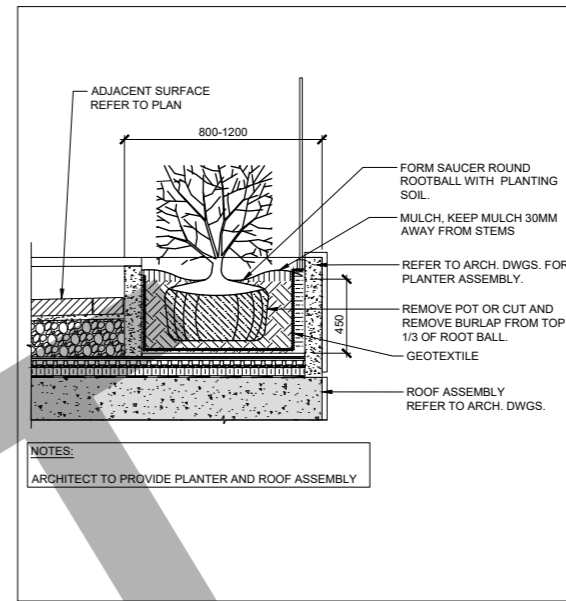 ADJACENT SURFACE
REFER TO PLAN
800-1200
FORM SAUCER ROUND
ROOTBALL WITH PLANTING
SOIL.
MULCH, KEEP MULCH 30MM
AWAY FROM STEMS
REFER TO ARCH. DWGS. FOR
PLANTER ASSEMBLY.
450
REMOVE POT OR CUT AND
REMOVE BURLAP FROM TOP
1/3 OF ROOT BALL.
GEOTEXTILE
ROOF ASSEMBLY
REFER TO ARCH. DWGS.
NOTES:
ARCHITECT TO PROVIDE PLANTER AND ROOF ASSEMBLY